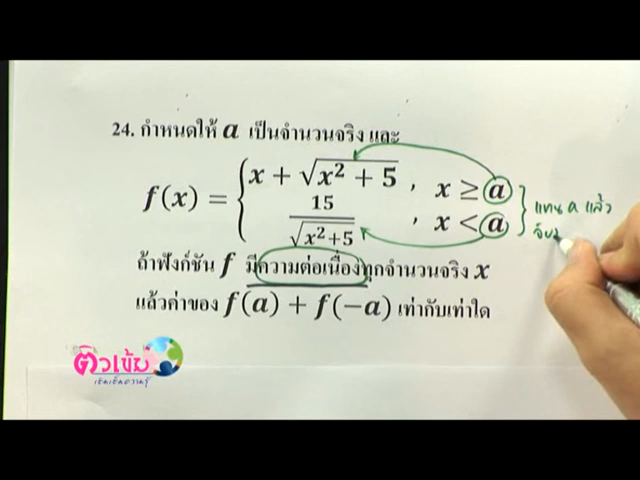 24. กำหนดให้ a เป็นจำนวนจริง และ
f(x) = { x + √(x² + 5) , x ≥ a
15/√(x²+5) , x < a
แทน a แล้ว
ถ้าฟังก์ชัน f มีความต่อเนื่องทุกจำนวนจริง x
แล้วค่าของ f(a) + f(−a) เท่ากับเท่าใด
ติวเข้ม